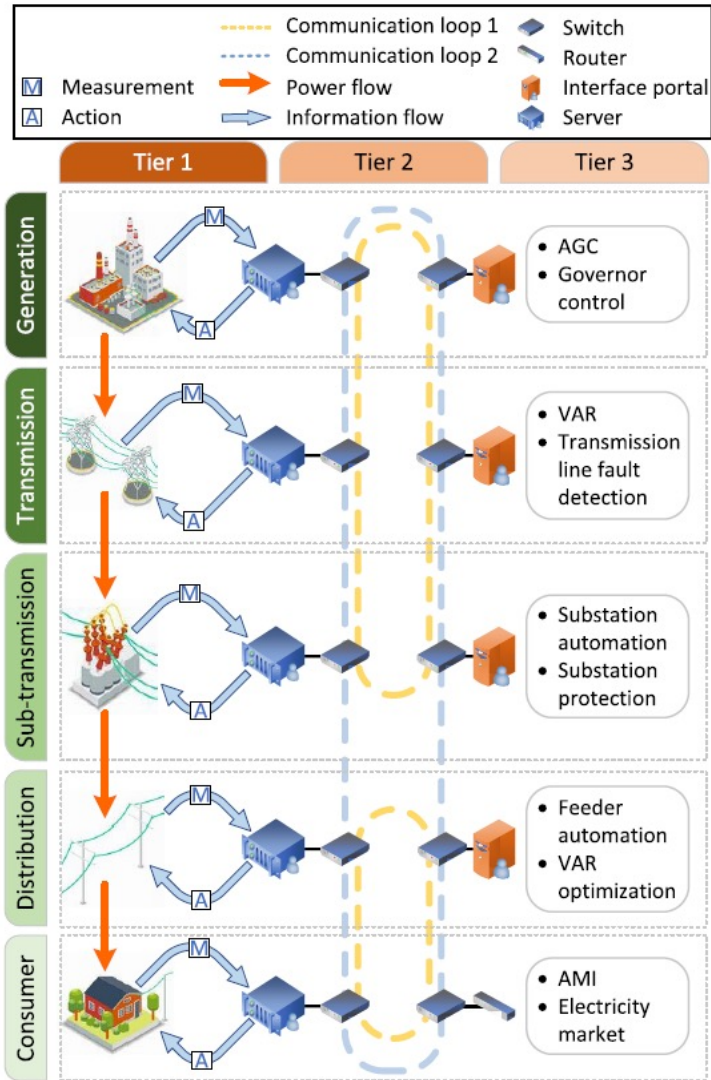 Communication loop 1
Switch
Communication loop 2
Router
M Measurement
Power flow
Interface portal
A Action
Information flow
Server
Tier 1
Tier 2
Tier 3
Generation
M
A
• AGC
• Governor
control
Transmission
M
A
• VAR
• Transmission
line fault
detection
Sub-transmission
M
A
• Substation
automation
• Substation
protection
Distribution
M
A
• Feeder
automation
• VAR
optimization
Consumer
M
A
• AMI
• Electricity
market